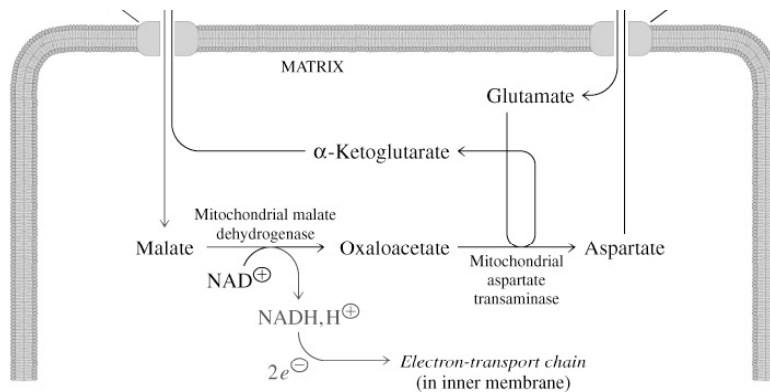 MATRIX
Glutamate
α-Ketoglutarate
Mitochondrial malate
dehydrogenase
Malate
Oxaloacetate
Aspartate
NAD⊕
Mitochondrial
aspartate
transaminase
NADH, H⊕
2e⊖
Electron-transport chain
(in inner membrane)